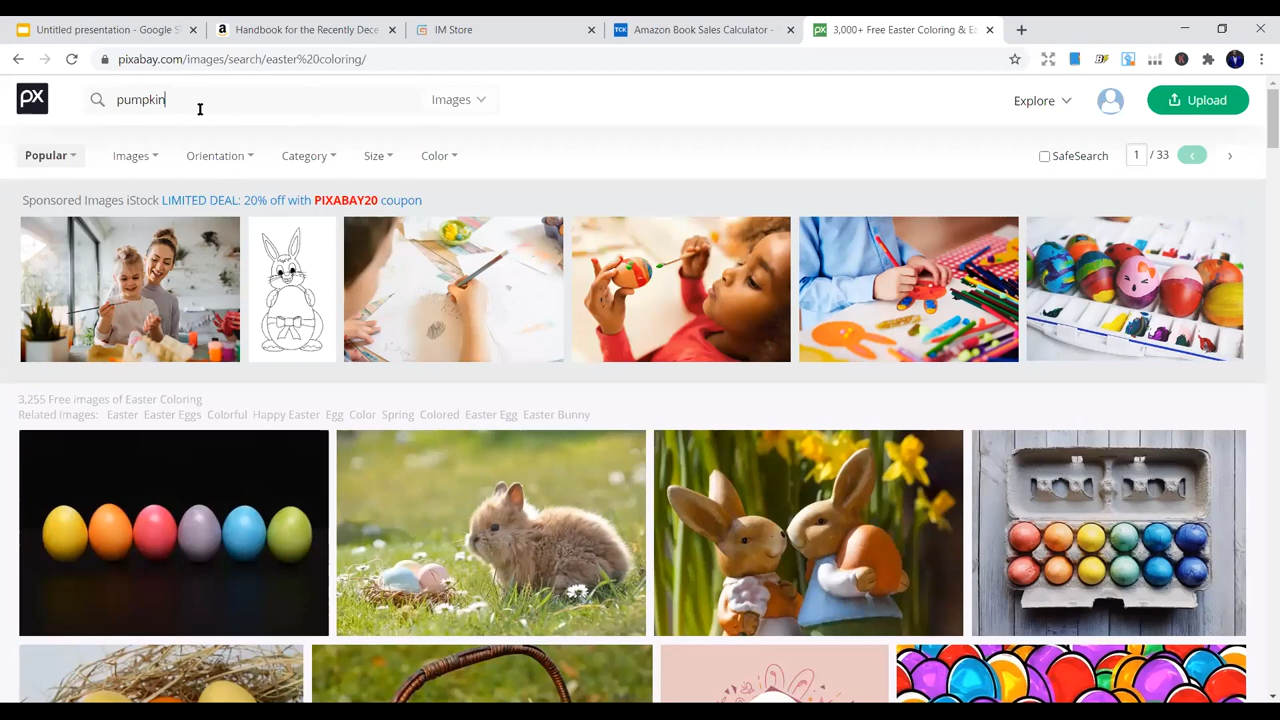 Untitled presentation - Google S
Handbook for the Recently Dece
IM Store
Amazon Book Sales Calculator -
3,000+ Free Easter Coloring & Ea
pixabay.com/images/search/easter%20coloring/
px
pumpkin
Images
Explore
Upload
Popular
Images
Orientation
Category
Size
Color
SafeSearch
1 / 33
Sponsored Images iStock LIMITED DEAL: 20% off with PIXABAY20 coupon
3,255 Free images of Easter Coloring
Related Images: Easter Easter Eggs Colorful Happy Easter Egg Color Spring Colored Easter Egg Easter Bunny